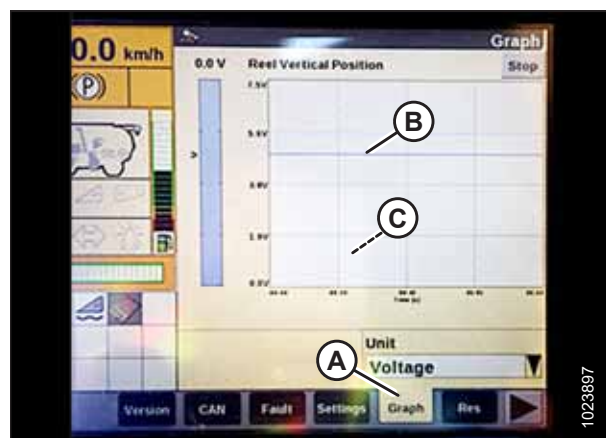 0.0 km/h
Graph
0.0 V
Reel Vertical Position
Stop
(P)
B
C
Unit
A
Voltage
Version
CAN
Fault
Settings
Graph
Res
1023897